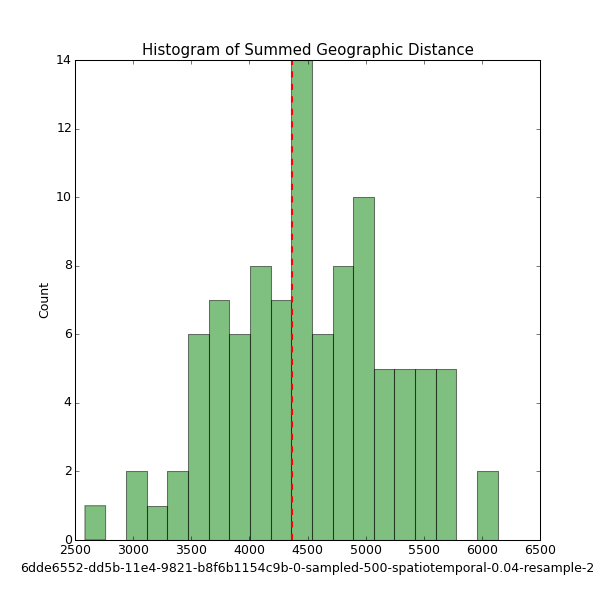 Histogram of Summed Geographic Distance
14
12
10
8
6
4
2
0
Count
2500 3000 3500 4000 4500 5000 5500 6000 6500
6dde6552-dd5b-11e4-9821-b8f6b1154c9b-0-sampled-500-spatiotemporal-0.04-resample-2